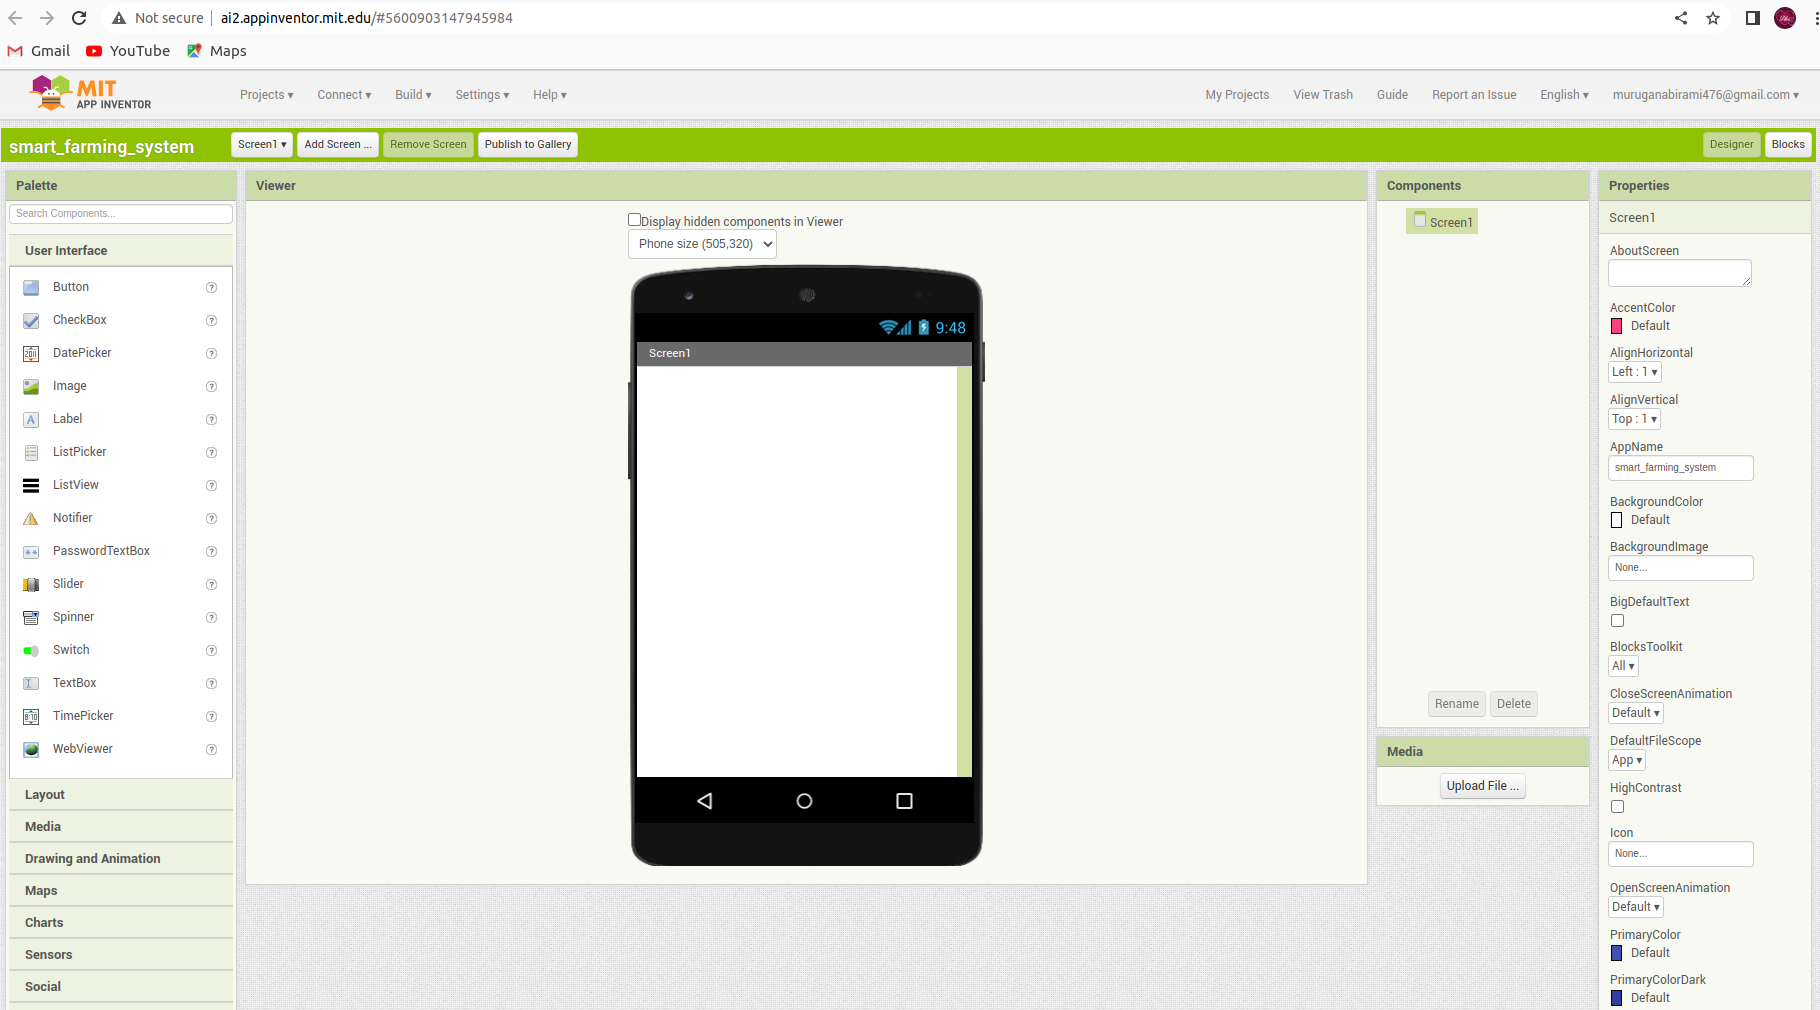 Not secure | ai2.appinventor.mit.edu/#5600903147945984
Gmail YouTube Maps
MIT APP INVENTOR
Projects ▾ Connect ▾ Build ▾ Settings ▾ Help ▾ My Projects View Trash Guide Report an Issue English ▾ muruganabirami476@gmail.com ▾
smart_farming_system Screen1 ▾ Add Screen ... Remove Screen Publish to Gallery Designer Blocks
Palette
Search Components...
User Interface
Button ?
CheckBox ?
DatePicker ?
Image ?
Label ?
ListPicker ?
ListView ?
Notifier ?
PasswordTextBox ?
Slider ?
Spinner ?
Switch ?
TextBox ?
TimePicker ?
WebViewer ?
Layout
Media
Drawing and Animation
Maps
Charts
Sensors
Social
Viewer
Display hidden components in Viewer
Phone size (505,320)
9:48
Screen1
Components
Screen1
Rename Delete
Media
Upload File ...
Properties
Screen1
AboutScreen
AccentColor
Default
AlignHorizontal
Left : 1 ▾
AlignVertical
Top : 1 ▾
AppName
smart_farming_system
BackgroundColor
Default
BackgroundImage
None...
BigDefaultText
BlocksToolkit
All ▾
CloseScreenAnimation
Default ▾
DefaultFileScope
App ▾
HighContrast
Icon
None...
OpenScreenAnimation
Default ▾
PrimaryColor
Default
PrimaryColorDark
Default